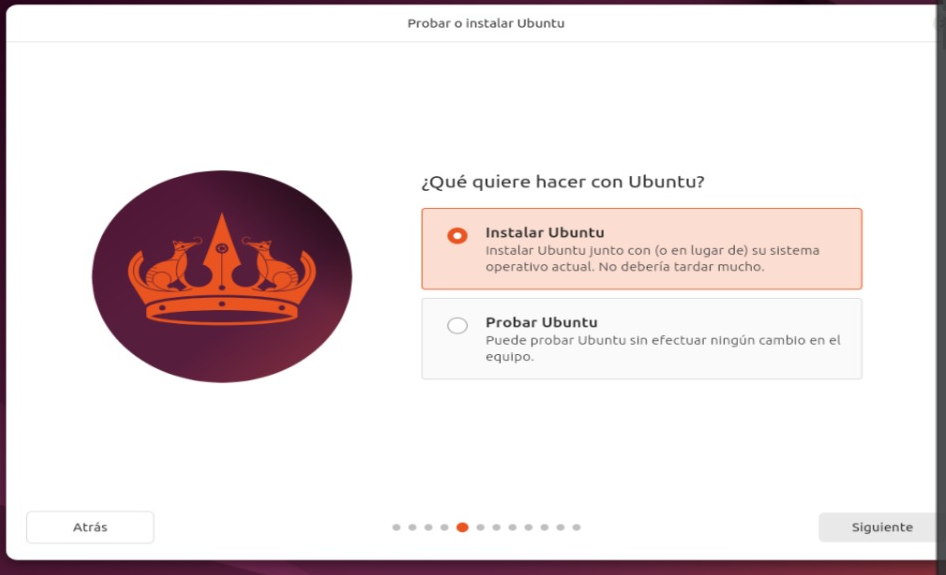 Probar o instalar Ubuntu
¿Qué quiere hacer con Ubuntu?
Instalar Ubuntu
Instalar Ubuntu junto con (o en lugar de) su sistema
operativo actual. No debería tardar mucho.
Probar Ubuntu
Puede probar Ubuntu sin efectuar ningún cambio en el
equipo.
Atrás
Siguiente